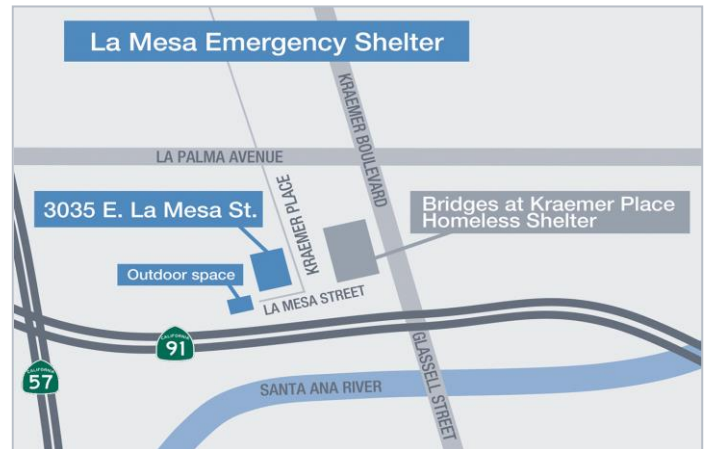 La Mesa Emergency Shelter
KRAEMER BOULEVARD
LA PALMA AVENUE
3035 E. La Mesa St.
KRAEMER PLACE
Bridges at Kraemer Place
Homeless Shelter
Outdoor space
LA MESA STREET
CALIFORNIA
91
GLASSELL STREET
CALIFORNIA
57
SANTA ANA RIVER